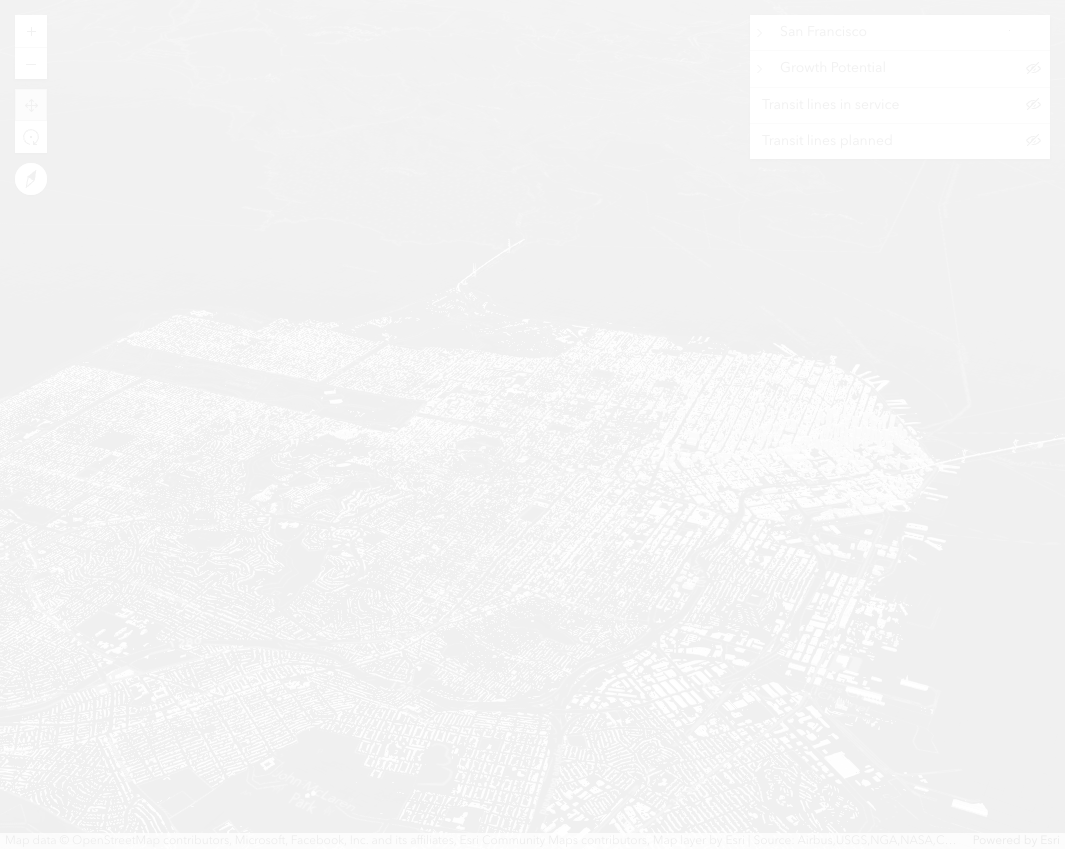 San Francisco
Growth Potential
Transit lines in service
Transit lines planned
Map data © OpenStreetMap contributors, Microsoft, Facebook, Inc. and its affiliates, Esri Community Maps contributors, Map layer by Esri | Source: Airbus,USGS,NGA,NASA,C...
Powered by Esri